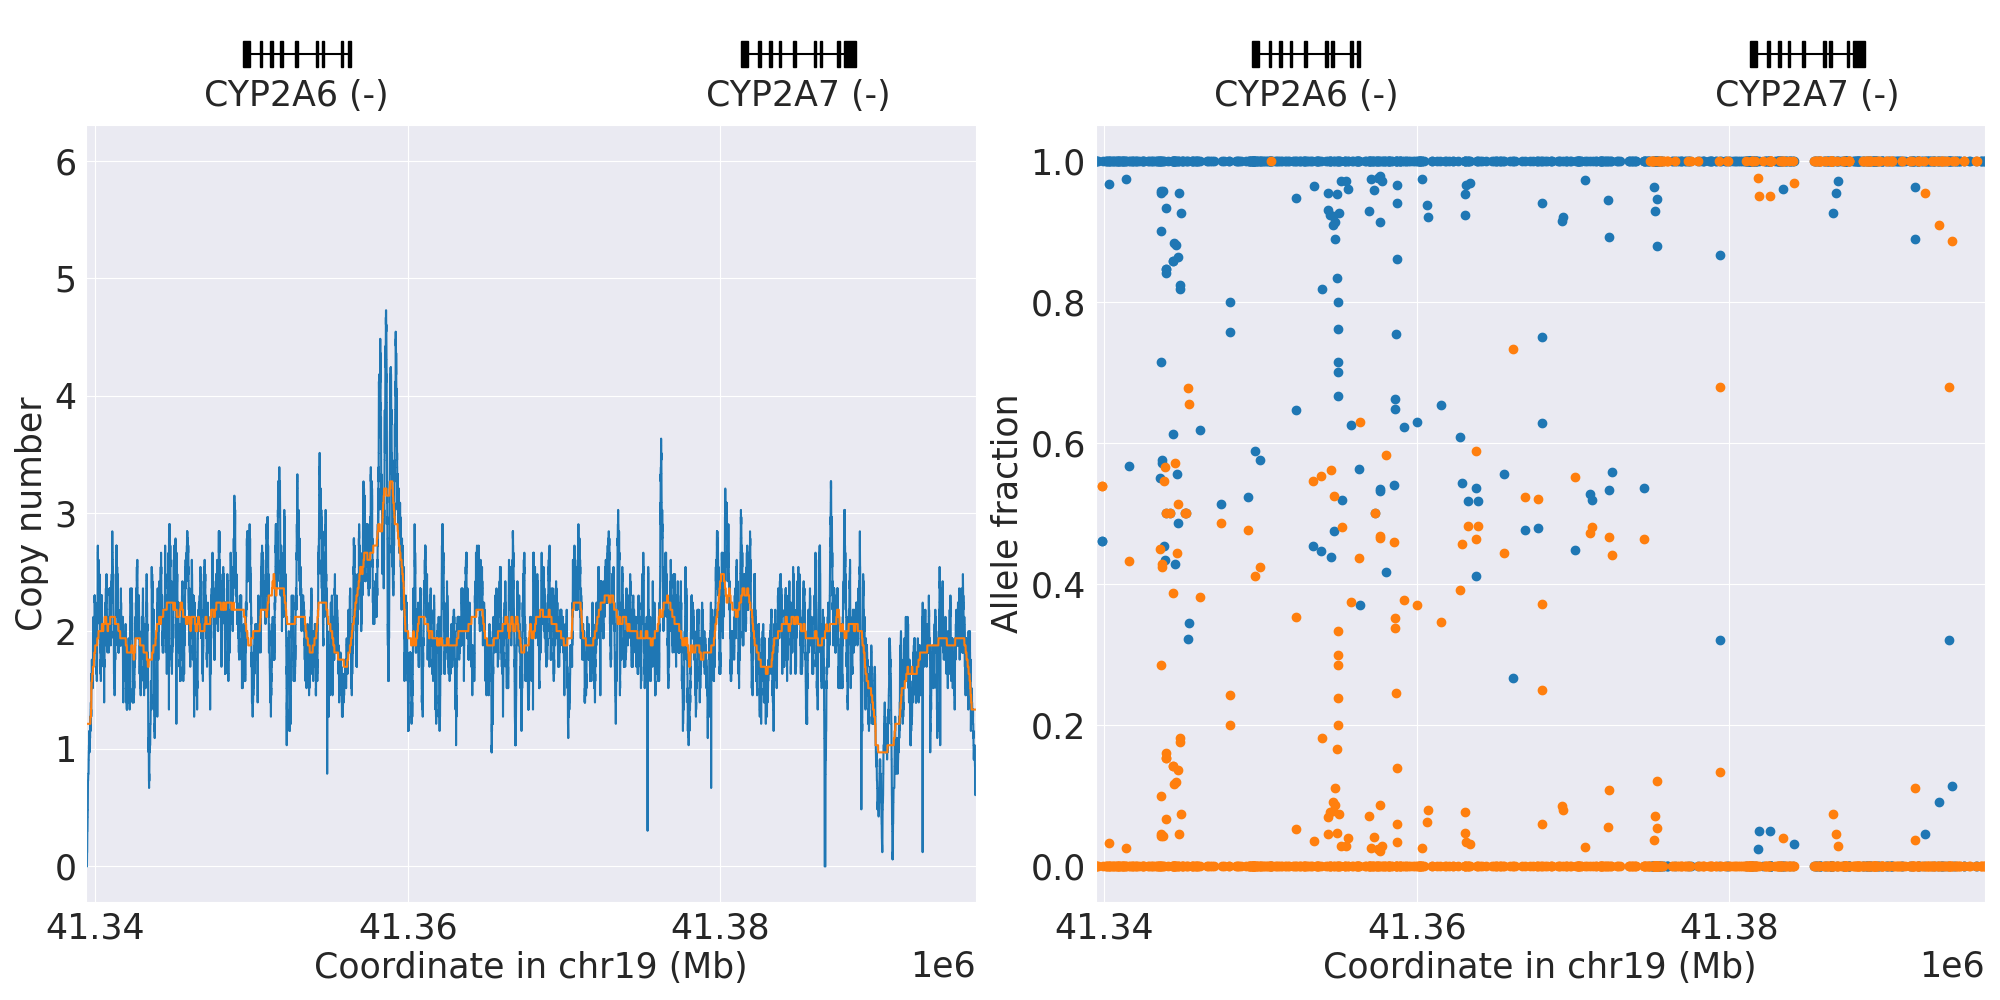 CYP2A6 (-)
CYP2A7 (-)
6
5
4
3
2
1
0
Copy number
41.34
41.36
41.38
Coordinate in chr19 (Mb)
1e6
CYP2A6 (-)
CYP2A7 (-)
1.0
0.8
0.6
0.4
0.2
0.0
Allele fraction
41.34
41.36
41.38
Coordinate in chr19 (Mb)
1e6